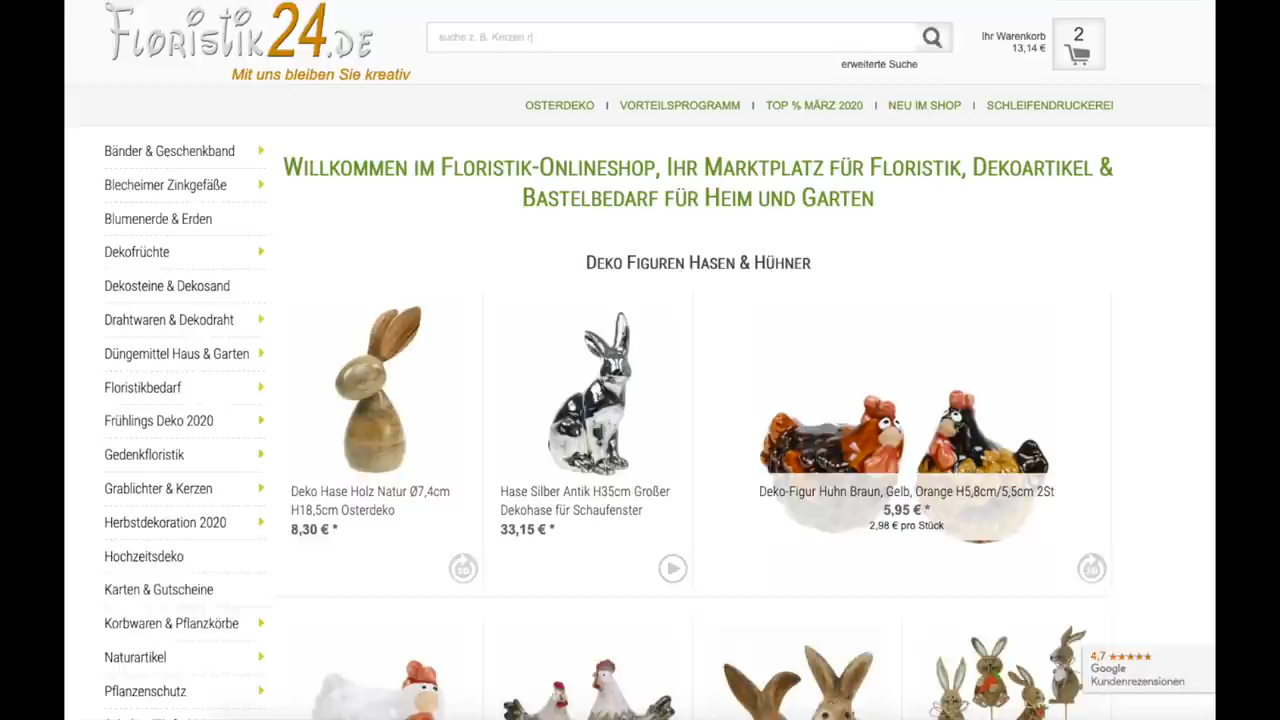 Floristik24.de
Mit uns bleiben Sie kreativ
suche z. B. Kerzen r
erweiterte Suche
Ihr Warenkorb
13,14 €
2
OSTERDEKO I VORTEILSPROGRAMM I TOP % MÄRZ 2020 I NEU IM SHOP I SCHLEIFENDRUCKEREI
Bänder & Geschenkband
Blecheimer Zinkgefäße
Blumenerde & Erden
Dekofrüchte
Dekosteine & Dekosand
Drahtwaren & Dekodraht
Düngemittel Haus & Garten
Floristikbedarf
Frühlings Deko 2020
Gedenkfloristik
Grablichter & Kerzen
Herbstdekoration 2020
Hochzeitsdeko
Karten & Gutscheine
Korbwaren & Pflanzkörbe
Naturartikel
Pflanzenschutz
Willkommen im Floristik-Onlineshop, Ihr Marktplatz für Floristik, Dekoartikel &
Bastelbedarf für Heim und Garten
Deko Figuren Hasen & Hühner
Deko Hase Holz Natur Ø7,4cm
H18,5cm Osterdeko
8,30 € *
3D
Hase Silber Antik H35cm Großer
Dekohase für Schaufenster
33,15 € *
Deko-Figur Huhn Braun, Gelb, Orange H5,8cm/5,5cm 2St
5,95 € *
2,98 € pro Stück
3D
4,7 ★★★★★
Google
Kundenrezensionen